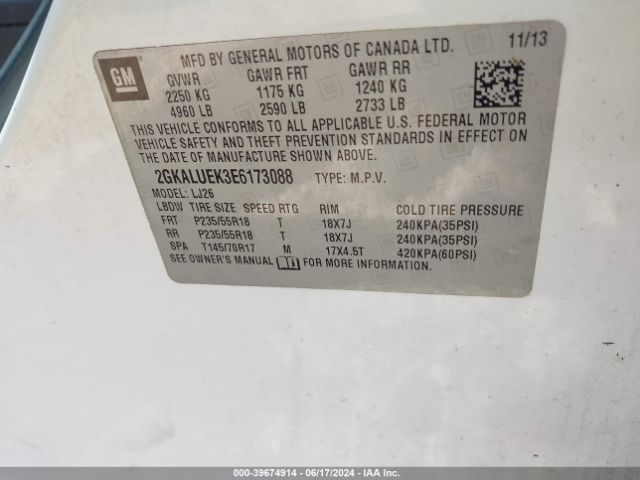 GM
MFD BY GENERAL MOTORS OF CANADA LTD. 11/13
GVWR GAWR FRT GAWR RR
2250 KG 1175 KG 1240 KG
4960 LB 2590 LB 2733 LB
THIS VEHICLE CONFORMS TO ALL APPLICABLE U.S. FEDERAL MOTOR
VEHICLE SAFETY AND THEFT PREVENTION STANDARDS IN EFFECT ON
THE DATE OF MANUFACTURE SHOWN ABOVE.
2GKALUEK3E6173088 TYPE: M.P.V.
MODEL: LJ26
LBDW TIRE SIZE SPEED RTG RIM COLD TIRE PRESSURE
FRT P235/55R18 T 18X7J 240KPA(35PSI)
RR P235/55R18 T 18X7J 240KPA(35PSI)
SPA T145/70R17 M 17X4.5T 420KPA(60PSI)
SEE OWNER'S MANUAL FOR MORE INFORMATION.
000-39674914 - 06/17/2024 - IAA Inc.